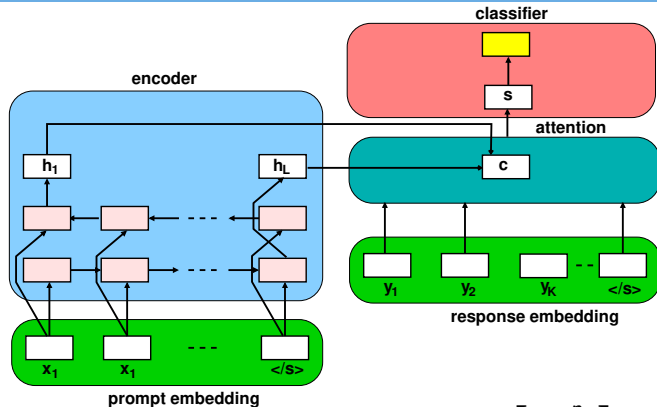 classifier
encoder
s
attention
h1
hL
c
y1 y2 yK </s>
response embedding
x1 x1 </s>
prompt embedding